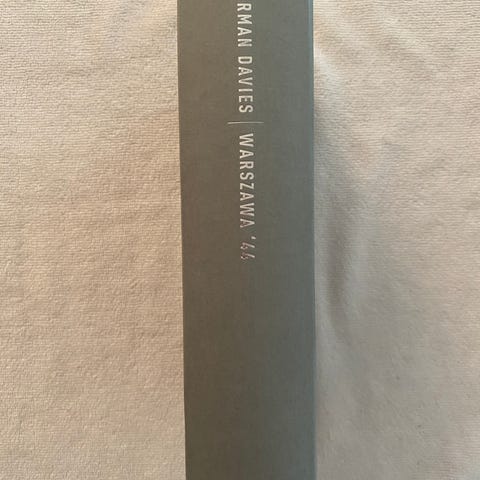 RMAN DAVIES | WARSZAWA '44